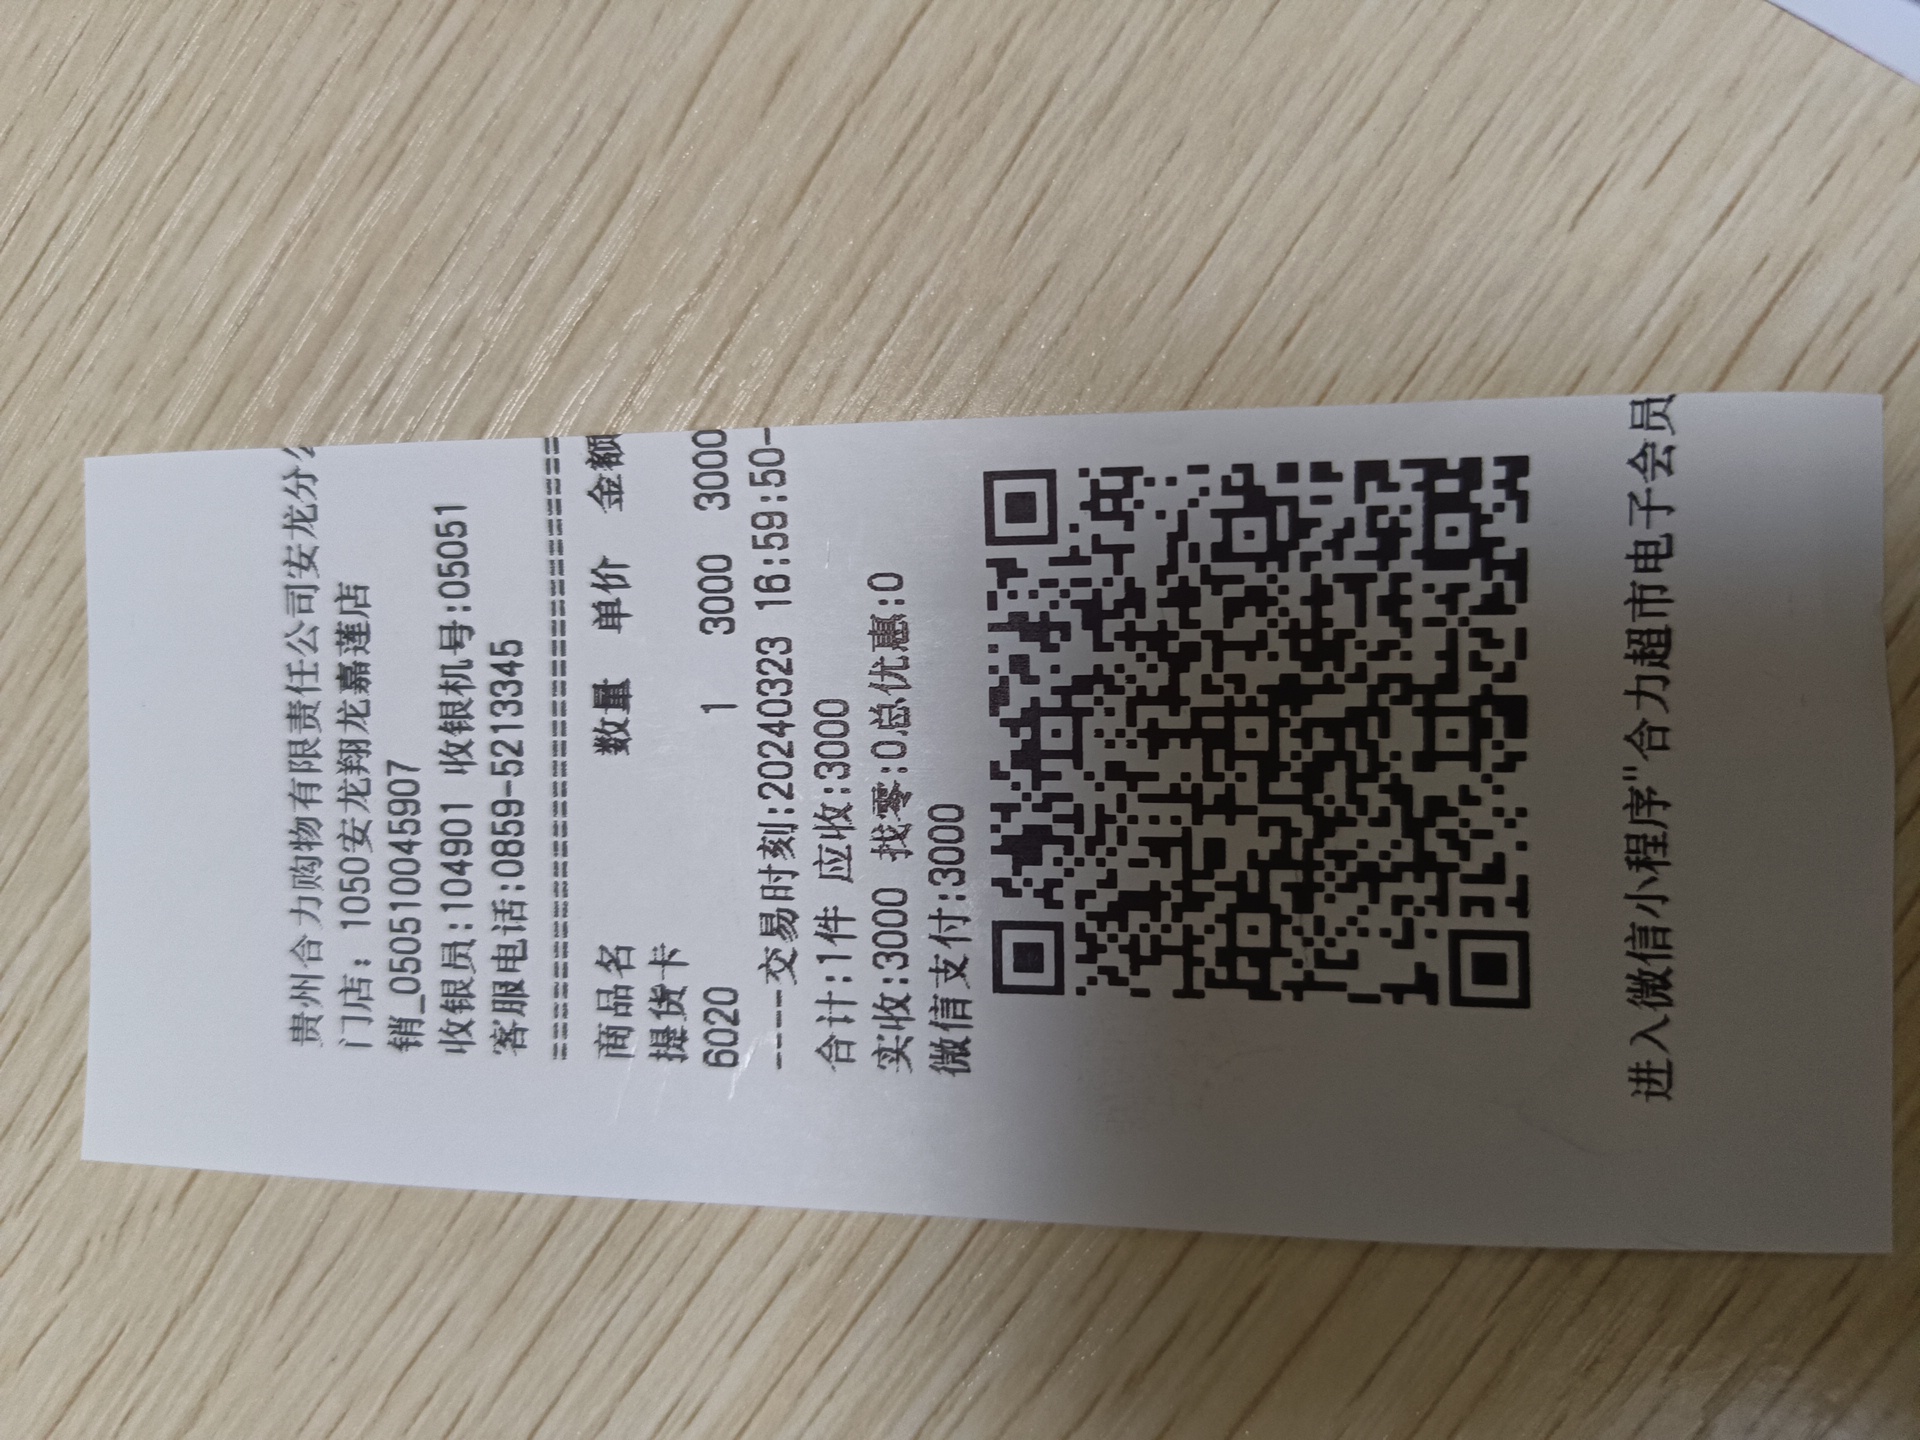 贵州合力购物有限责任公司安龙分公
门店: 1050安龙翔龙嘉莲店
销_050510045907
收银员:104901 收银机号:05051
客服电话:0859-5213345
================================
商品名 数量 单价 金额
提货卡
6020 1 3000 3000
----交易时刻:20240323 16:59:50-
合计:1件 应收:3000
实收:3000 找零:0总优惠:0
微信支付:3000
进入微信小程序"合力超市电子会员